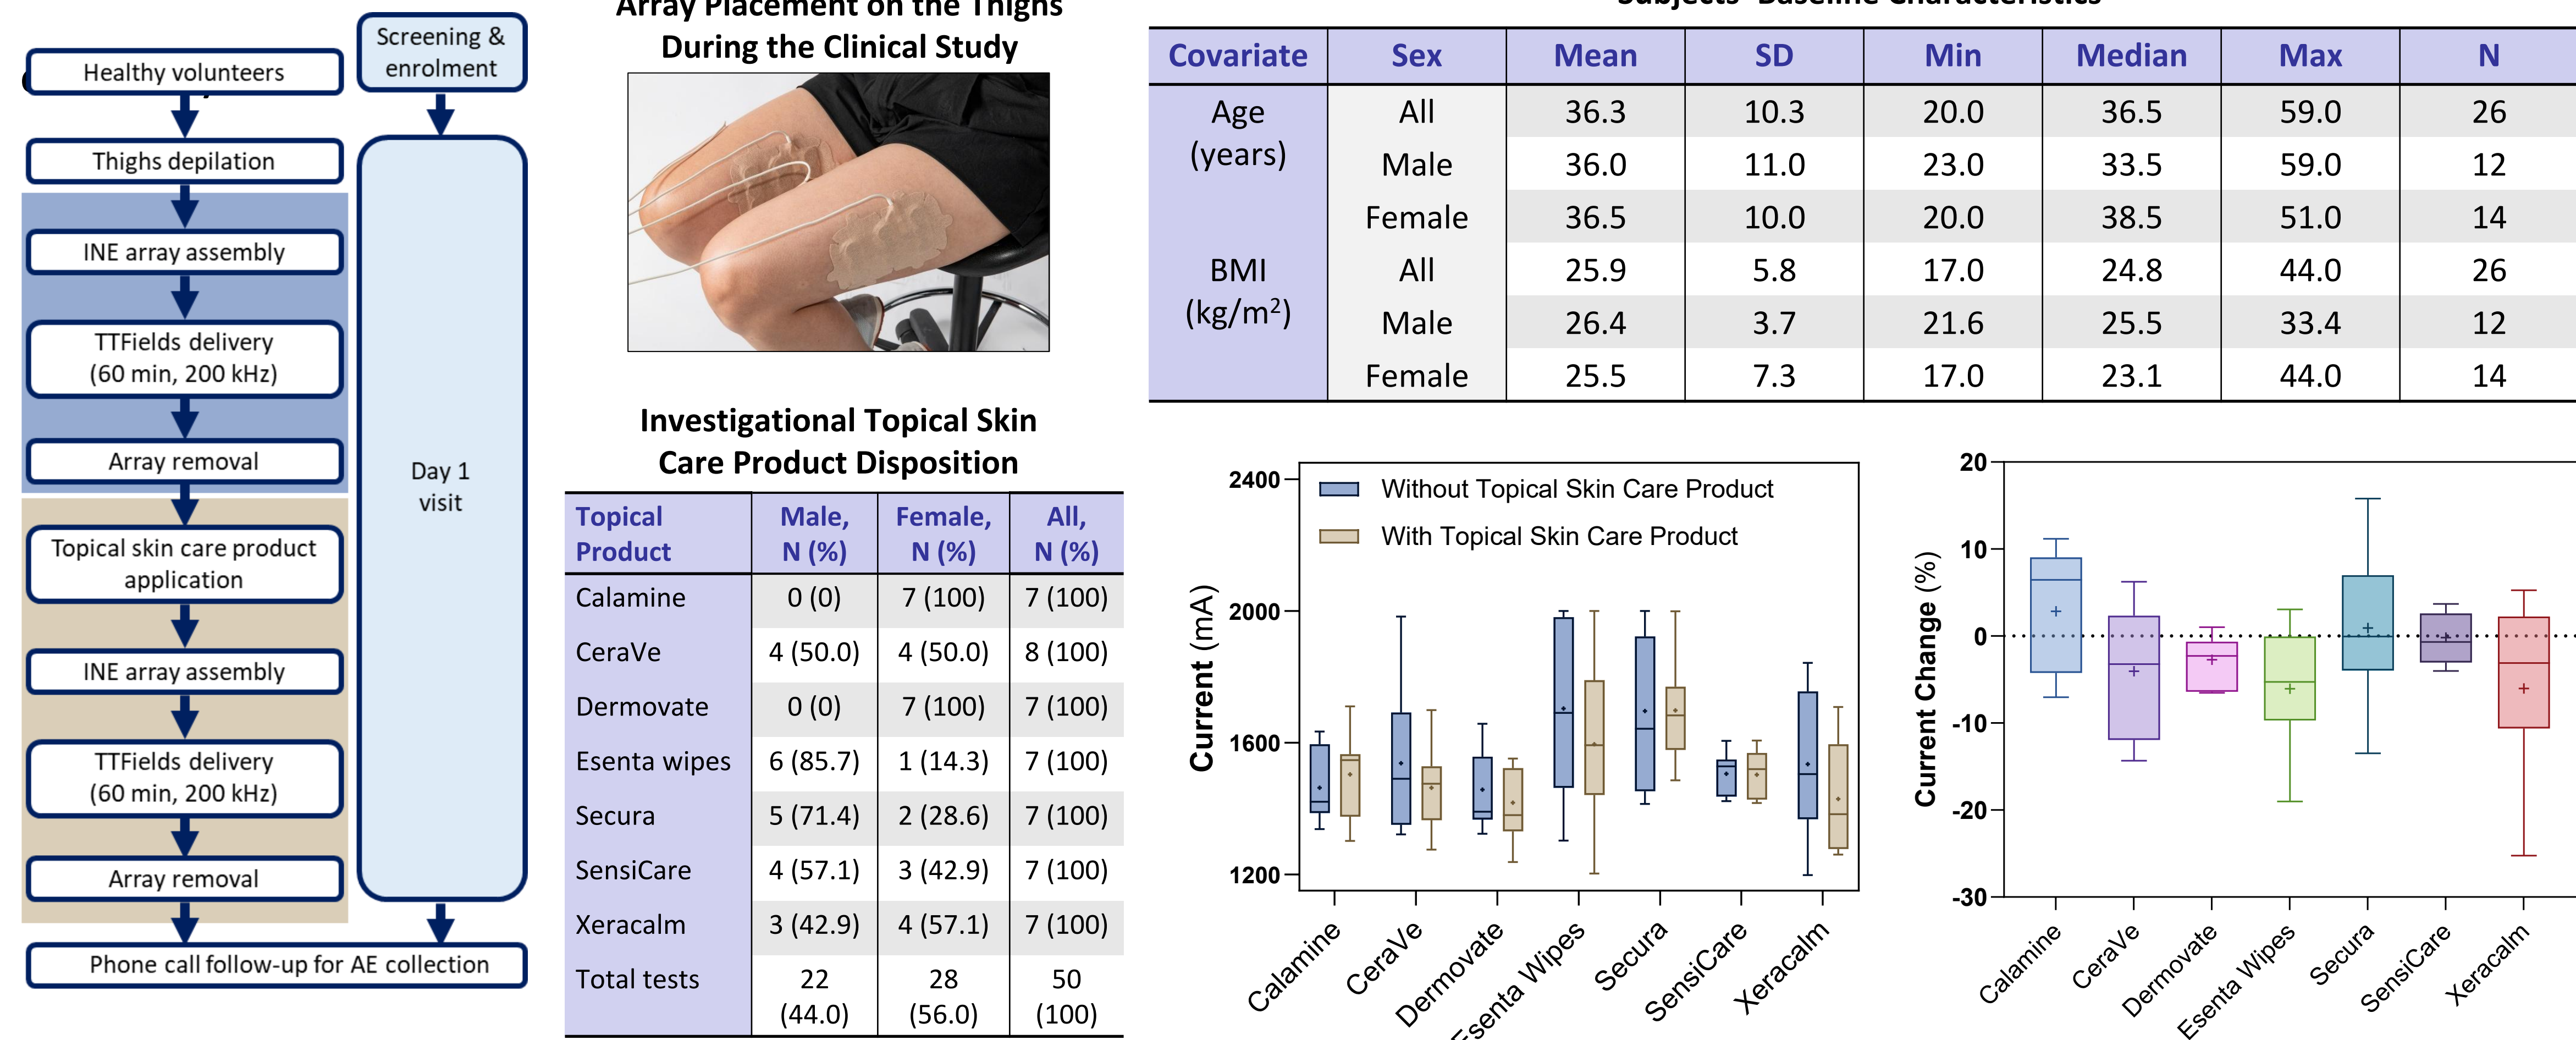 Healthy volunteers
Thighs depilation
INE array assembly
TTFields delivery
(60 min, 200 kHz)
Array removal
Topical skin care product
application
INE array assembly
TTFields delivery
(60 min, 200 kHz)
Array removal
Screening &
enrolment
Day 1
visit
Phone call follow-up for AE collection
Array Placement on the Thighs
During the Clinical Study
Investigational Topical Skin
Care Product Disposition
Topical Product Male, N (%) Female, N (%) All, N (%)
Calamine 0 (0) 7 (100) 7 (100)
CeraVe 4 (50.0) 4 (50.0) 8 (100)
Dermovate 0 (0) 7 (100) 7 (100)
Esenta wipes 6 (85.7) 1 (14.3) 7 (100)
Secura 5 (71.4) 2 (28.6) 7 (100)
SensiCare 4 (57.1) 3 (42.9) 7 (100)
Xeracalm 3 (42.9) 4 (57.1) 7 (100)
Total tests 22 (44.0) 28 (56.0) 50 (100)
Subjects' Baseline Characteristics
Covariate Sex Mean SD Min Median Max N
Age (years) All 36.3 10.3 20.0 36.5 59.0 26
Male 36.0 11.0 23.0 33.5 59.0 12
Female 36.5 10.0 20.0 38.5 51.0 14
BMI (kg/m²) All 25.9 5.8 17.0 24.8 44.0 26
Male 26.4 3.7 21.6 25.5 33.4 12
Female 25.5 7.3 17.0 23.1 44.0 14
Current (mA)
2400
2000
1600
1200
Without Topical Skin Care Product
With Topical Skin Care Product
Calamine
CeraVe
Dermovate
Esenta Wipes
Secura
SensiCare
Xeracalm
Current Change (%)
20
10
0
-10
-20
-30
Calamine
CeraVe
Dermovate
Esenta Wipes
Secura
SensiCare
Xeracalm